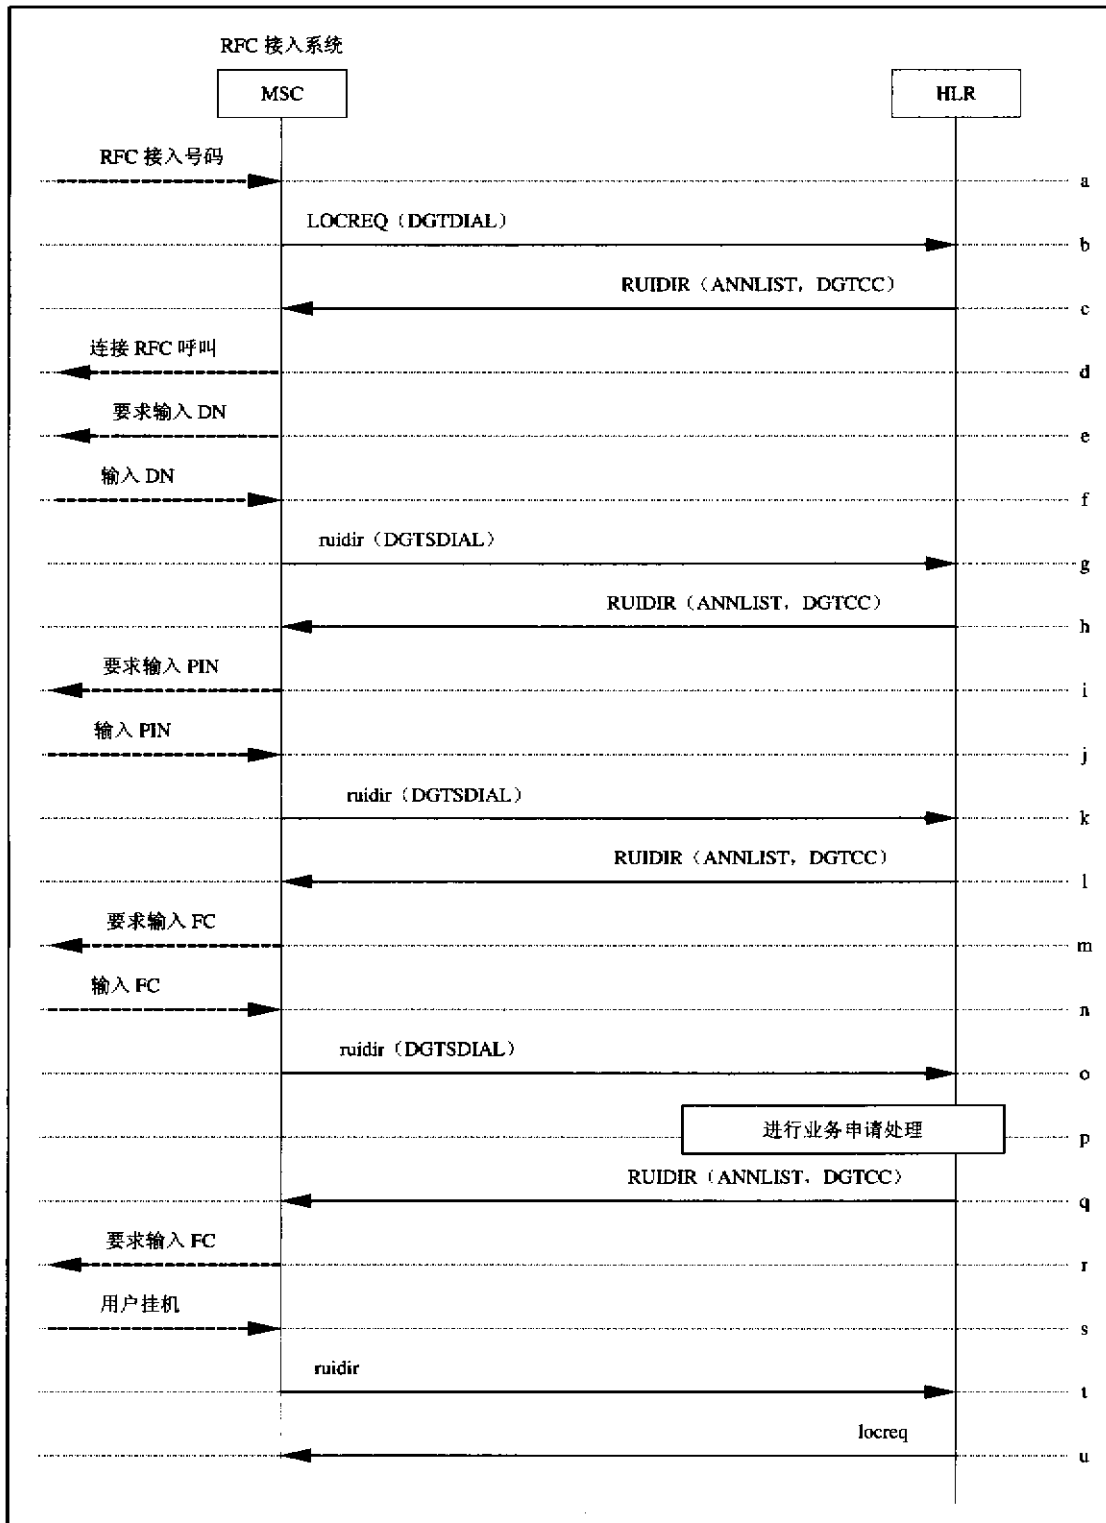 RFC 接入系统
MSC
HLR
RFC 接入号码
a
LOCREQ（DGTDIAL）
b
RUIDIR（ANNLIST，DGTCC）
c
连接 RFC 呼叫
d
要求输入 DN
e
输入 DN
f
ruidir（DGTSDIAL）
g
RUIDIR（ANNLIST，DGTCC）
h
要求输入 PIN
i
输入 PIN
j
ruidir（DGTSDIAL）
k
RUIDIR（ANNLIST，DGTCC）
l
要求输入 FC
m
输入 FC
n
ruidir（DGTSDIAL）
o
进行业务申请处理
p
RUIDIR（ANNLIST，DGTCC）
q
要求输入 FC
r
用户挂机
s
ruidir
t
locreq
u